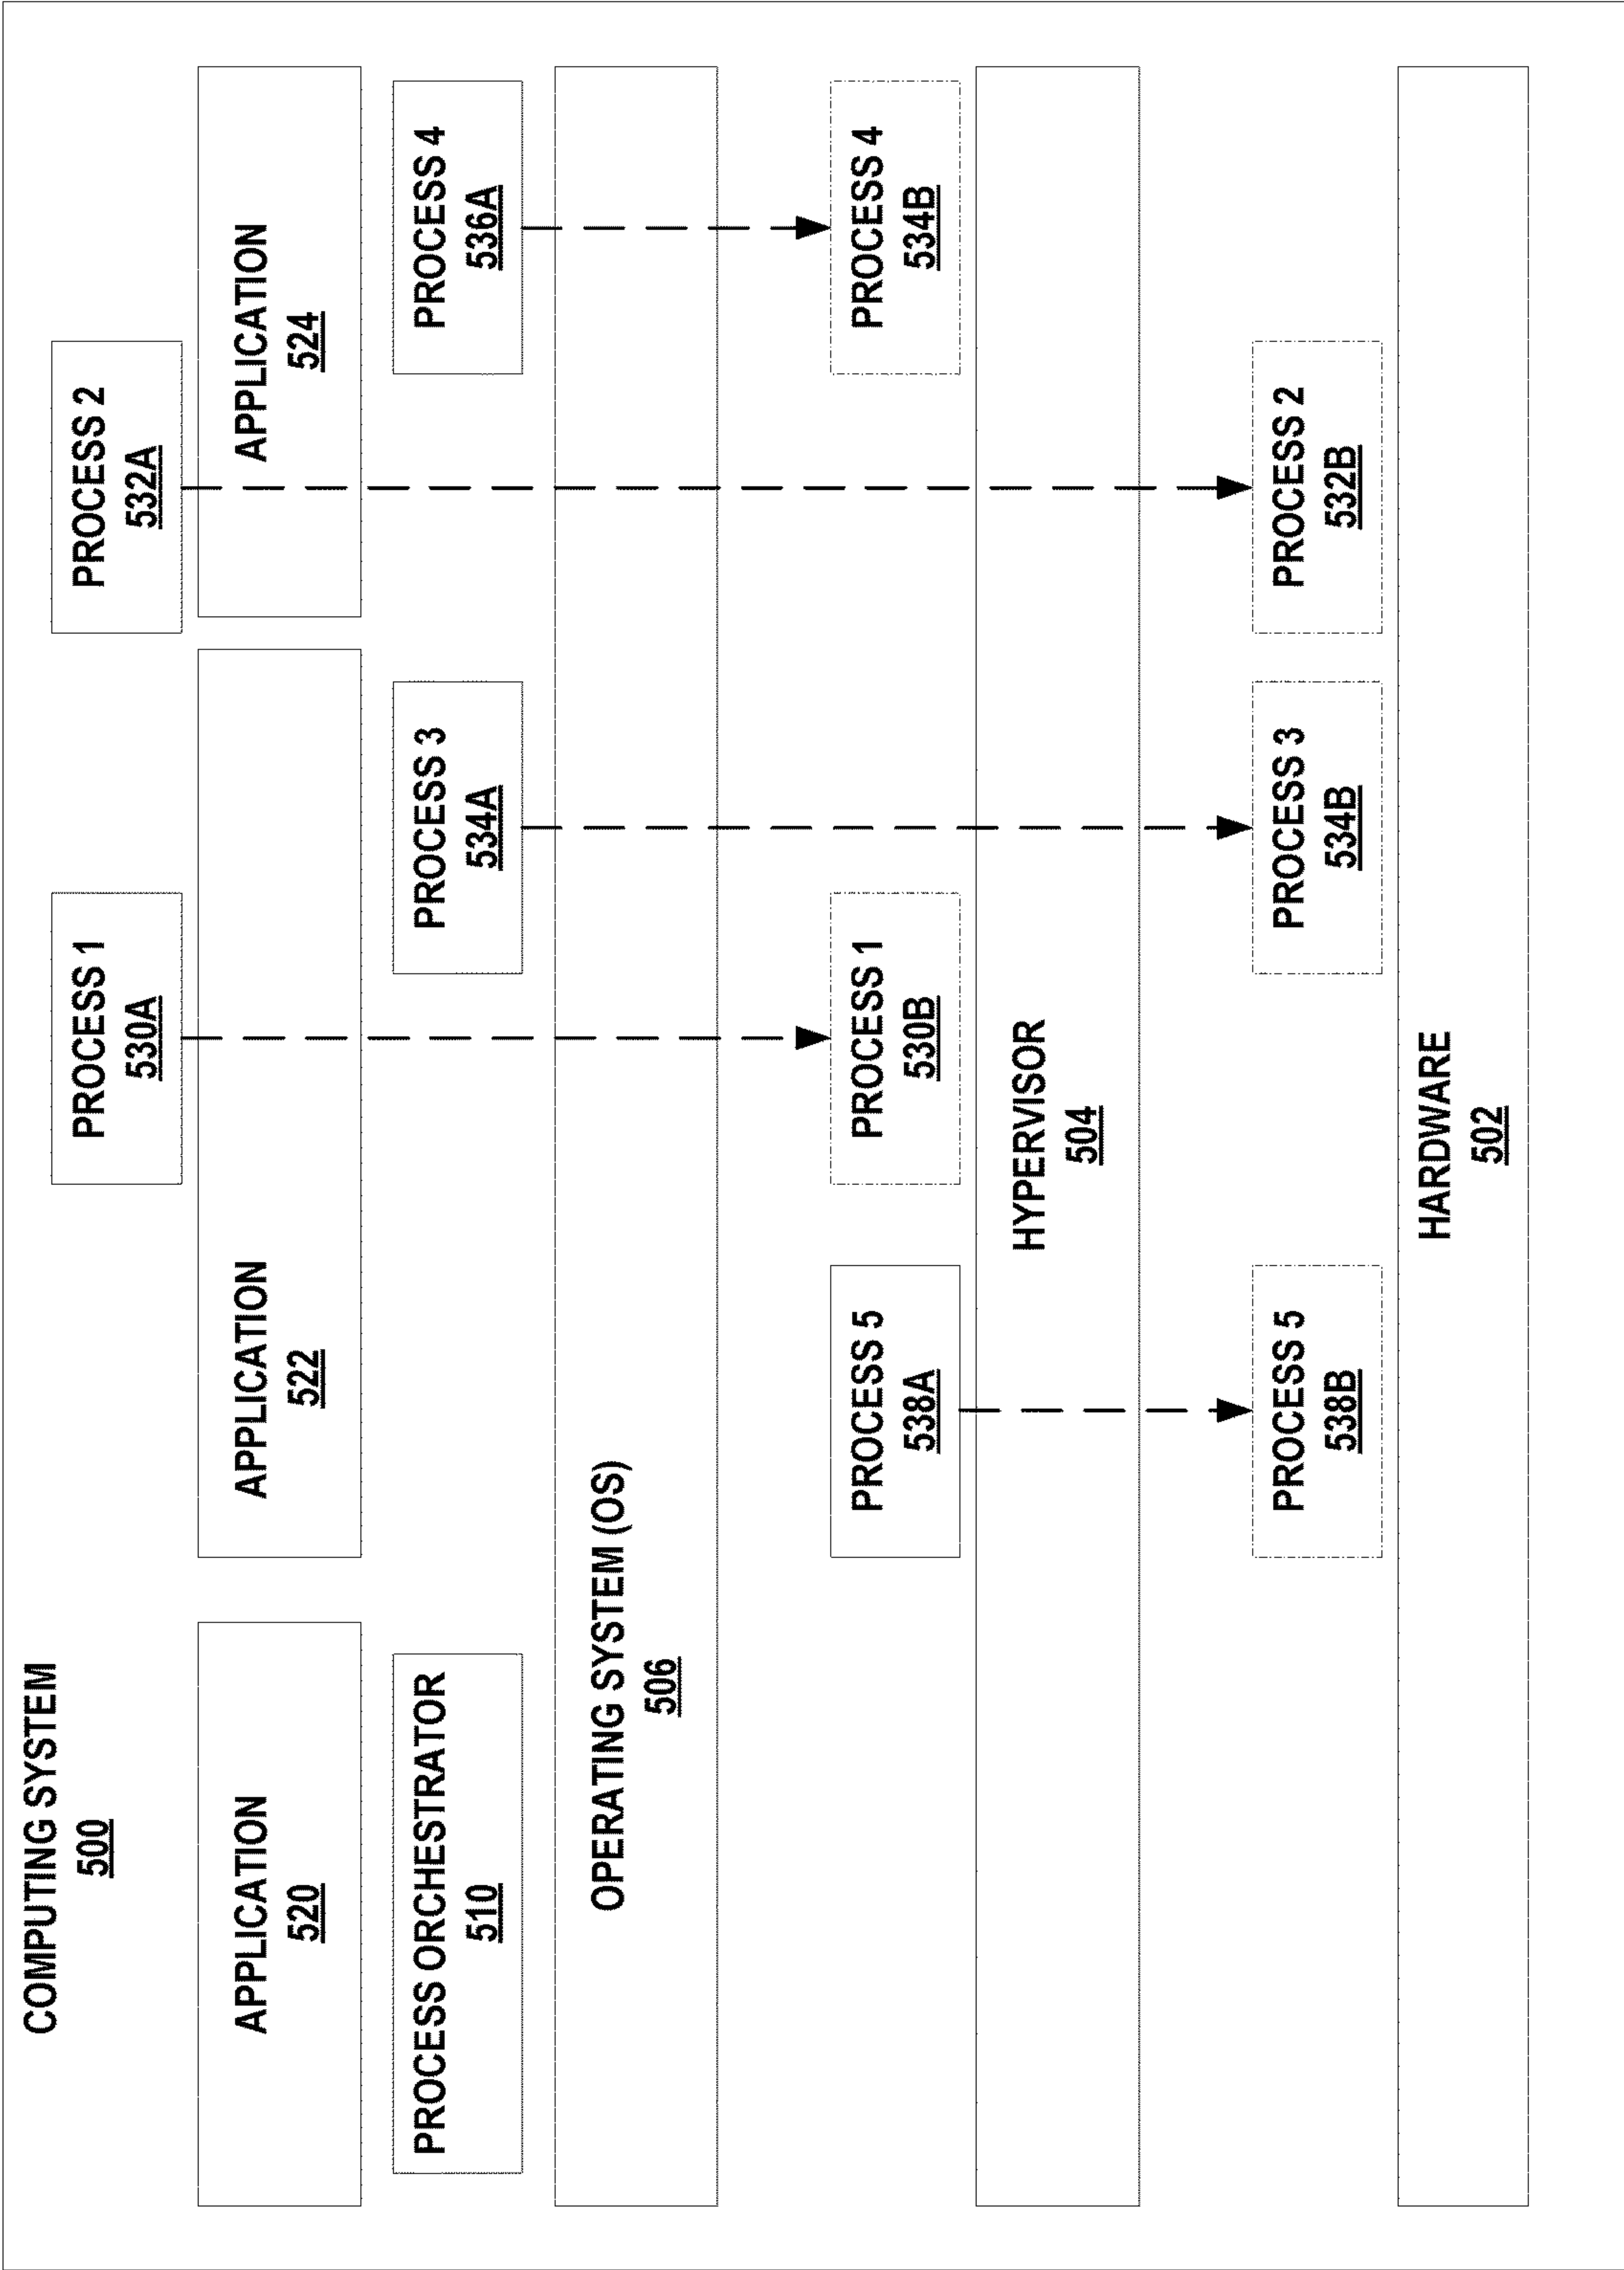 COMPUTING SYSTEM
500
PROCESS 1
530A
PROCESS 2
532A
APPLICATION
520
APPLICATION
522
APPLICATION
524
PROCESS ORCHESTRATOR
510
PROCESS 3
534A
PROCESS 4
536A
OPERATING SYSTEM (OS)
506
PROCESS 5
538A
PROCESS 1
530B
PROCESS 4
534B
HYPERVISOR
504
PROCESS 5
538B
PROCESS 3
534B
PROCESS 2
532B
HARDWARE
502